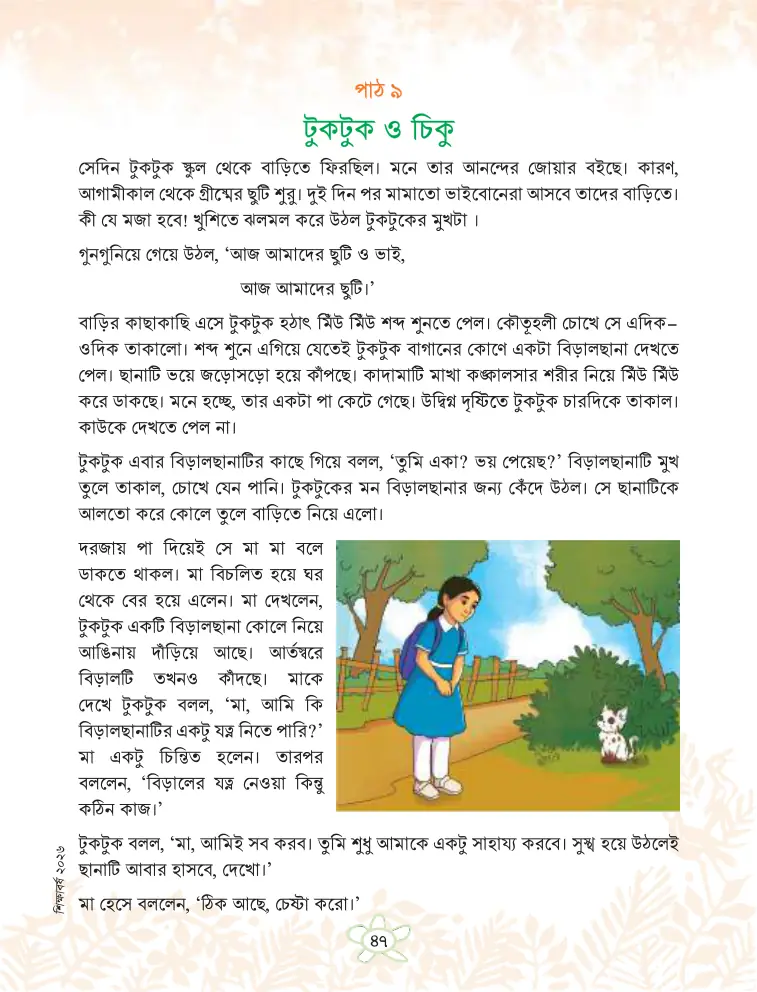 পাঠ ৯
টুকটুক ও চিকু
সেদিন টুকটুক স্কুল থেকে বাড়িতে ফিরছিল। মনে তার আনন্দের জোয়ার বইছে। কারণ,
আগামীকাল থেকে গ্রীষ্মের ছুটি শুরু। দুই দিন পর মামাতো ভাইবোনেরা আসবে তাদের বাড়িতে।
কী যে মজা হবে! খুশিতে ঝলমল করে উঠল টুকটুকের মুখটা ।
গুনগুনিয়ে গেয়ে উঠল, ‘আজ আমাদের ছুটি ও ভাই,
আজ আমাদের ছুটি।’
বাড়ির কাছাকাছি এসে টুকটুক হঠাৎ মিঁউ মিঁউ শব্দ শুনতে পেল। কৌতূহলী চোখে সে এদিক–
ওদিক তাকালো। শব্দ শুনে এগিয়ে যেতেই টুকটুক বাগানের কোণে একটা বিড়ালছানা দেখতে
পেল। ছানাটি ভয়ে জড়োসড়ো হয়ে কাঁপছে। কাদামাটি মাখা কঙ্কালসার শরীর নিয়ে মিঁউ মিঁউ
করে ডাকছে। মনে হচ্ছে, তার একটা পা কেটে গেছে। উদ্বিগ্ন দৃষ্টিতে টুকটুক চারদিকে তাকাল।
কাউকে দেখতে পেল না।
টুকটুক এবার বিড়ালছানাটির কাছে গিয়ে বলল, ‘তুমি একা? ভয় পেয়েছ?’ বিড়ালছানাটি মুখ
তুলে তাকাল, চোখে যেন পানি। টুকটুকের মন বিড়ালছানার জন্য কেঁদে উঠল। সে ছানাটিকে
আলতো করে কোলে তুলে বাড়িতে নিয়ে এলো।
দরজায় পা দিয়েই সে মা মা বলে
ডাকতে থাকল। মা বিচলিত হয়ে ঘর
থেকে বের হয়ে এলেন। মা দেখলেন,
টুকটুক একটি বিড়ালছানা কোলে নিয়ে
আঙিনায় দাঁড়িয়ে আছে। আর্তস্বরে
বিড়ালটি তখনও কাঁদছে। মাকে
দেখে টুকটুক বলল, ‘মা, আমি কি
বিড়ালছানাটির একটু যত্ন নিতে পারি?’
মা একটু চিন্তিত হলেন। তারপর
বললেন, ‘বিড়ালের যত্ন নেওয়া কিন্তু
কঠিন কাজ।’
টুকটুক বলল, ‘মা, আমিই সব করব। তুমি শুধু আমাকে একটু সাহায্য করবে। সুস্থ হয়ে উঠলেই
ছানাটি আবার হাসবে, দেখো।’
মা হেসে বললেন, ‘ঠিক আছে, চেষ্টা করো।’
শিক্ষাবর্ষ ২০২৬
৪৭